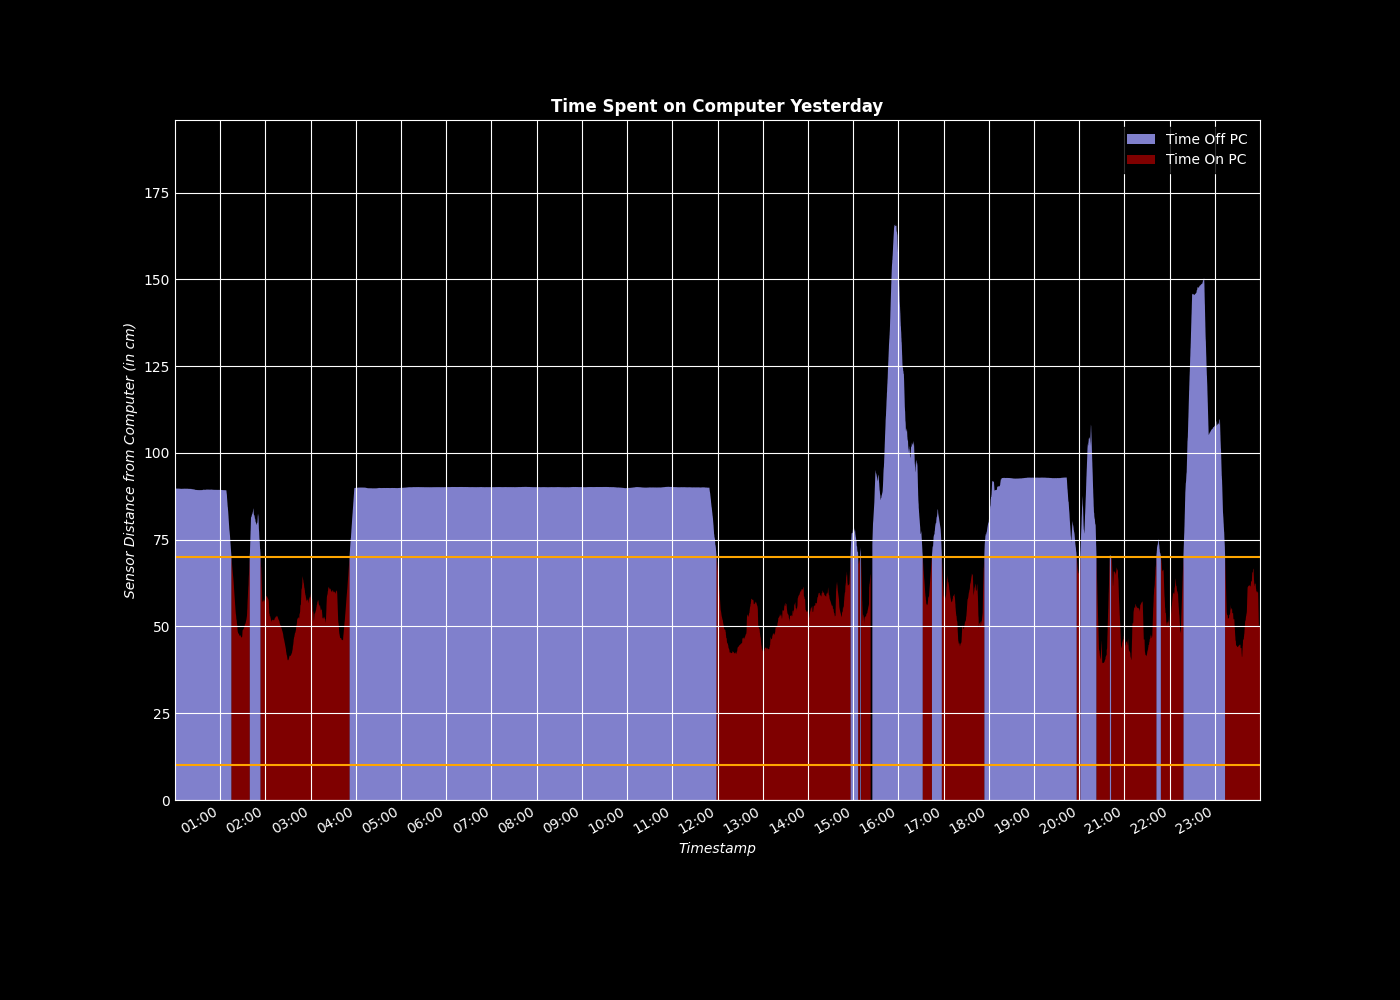 Time Spent on Computer Yesterday
Time Off PC
Time On PC
Sensor Distance from Computer (in cm)
175
150
125
100
75
50
25
0
01:00 02:00 03:00 04:00 05:00 06:00 07:00 08:00 09:00 10:00 11:00 12:00 13:00 14:00 15:00 16:00 17:00 18:00 19:00 20:00 21:00 22:00 23:00
Timestamp